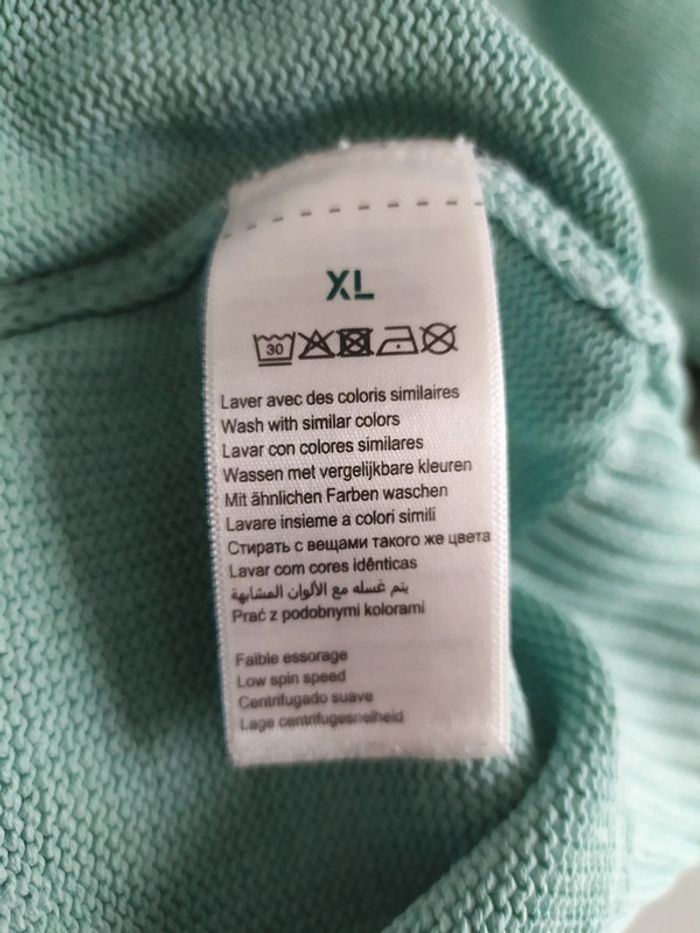 XL
30
Laver avec des coloris similaires
Wash with similar colors
Lavar con colores similares
Wassen met vergelijkbare kleuren
Mit ähnlichen Farben waschen
Lavare insieme a colori simili
Стирать с вещами такого же цвета
Lavar com cores idênticas
يتم غسله مع الألوان المشابهة
Prać z podobnymi kolorami
Faible essorage
Low spin speed
Centrifugado suave
Lage centrifugesnelheid